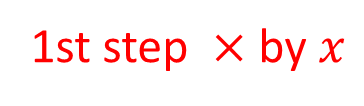 1st step × by 𝑥